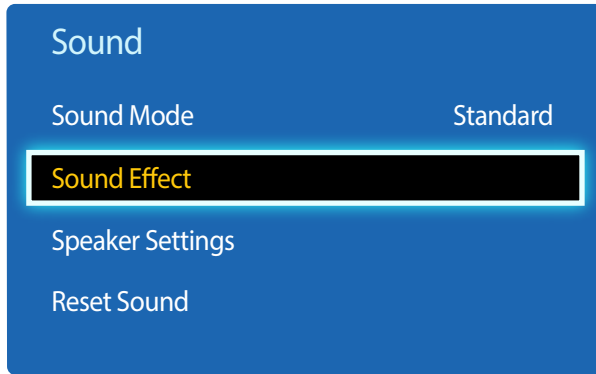 Sound
Sound Mode Standard
Sound Effect
Speaker Settings
Reset Sound